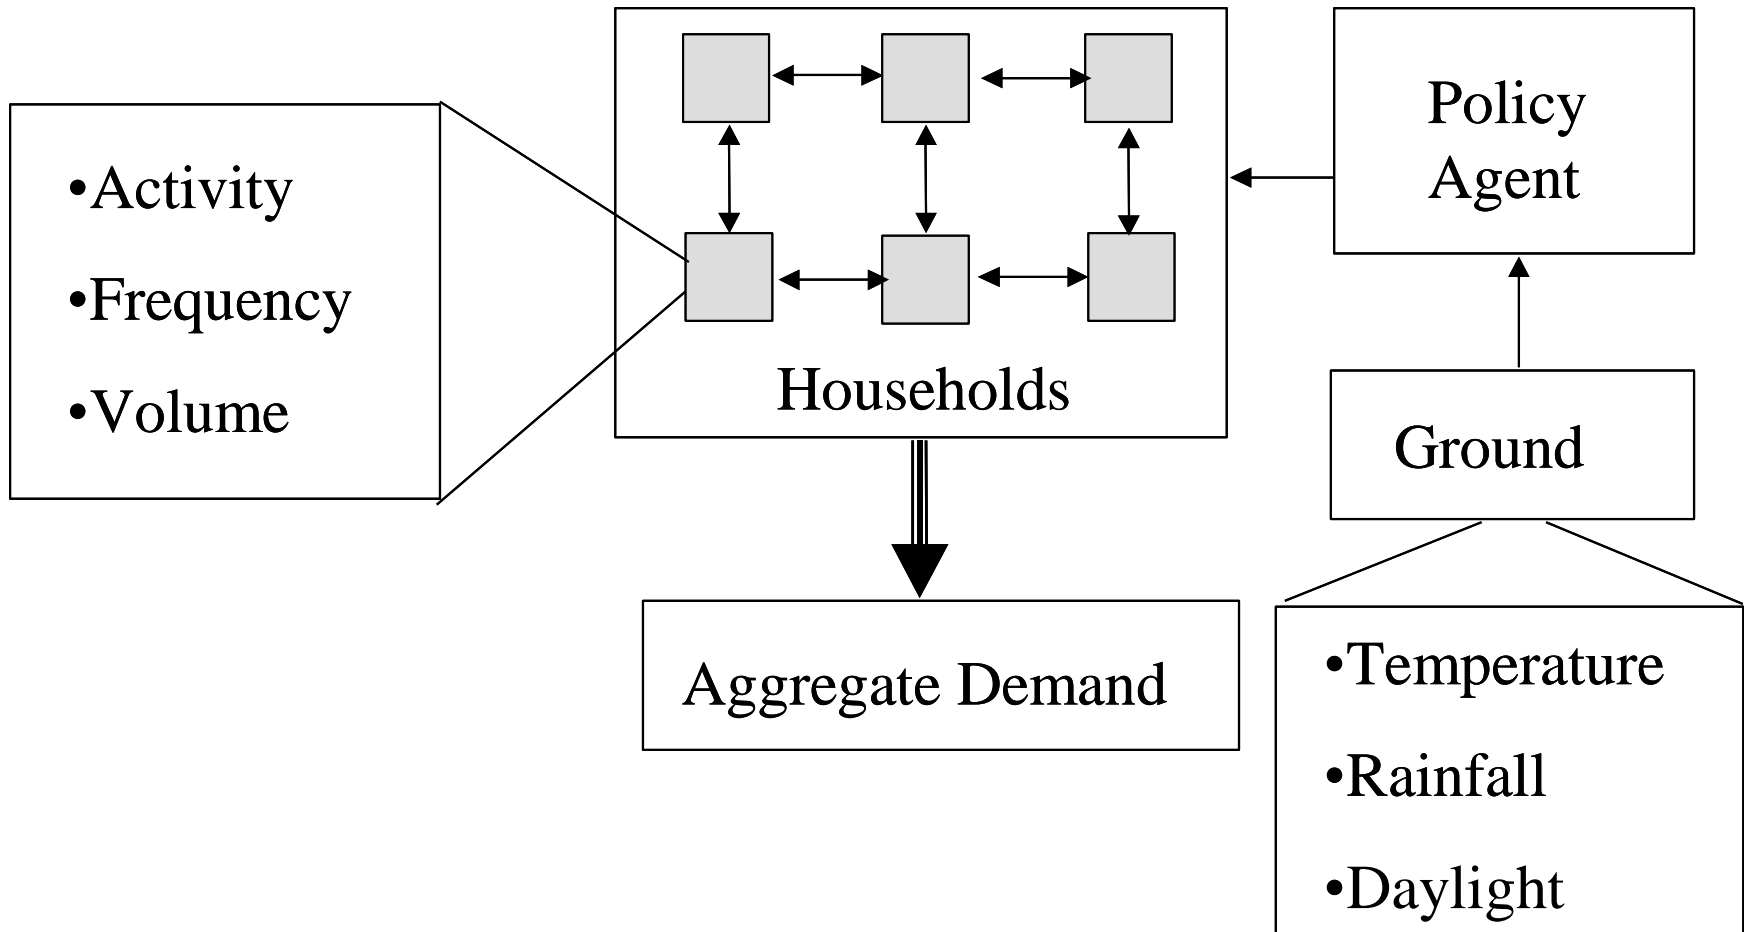 •Activity
•Frequency
•Volume
Households
Policy
Agent
Ground
Aggregate Demand
•Temperature
•Rainfall
•Daylight